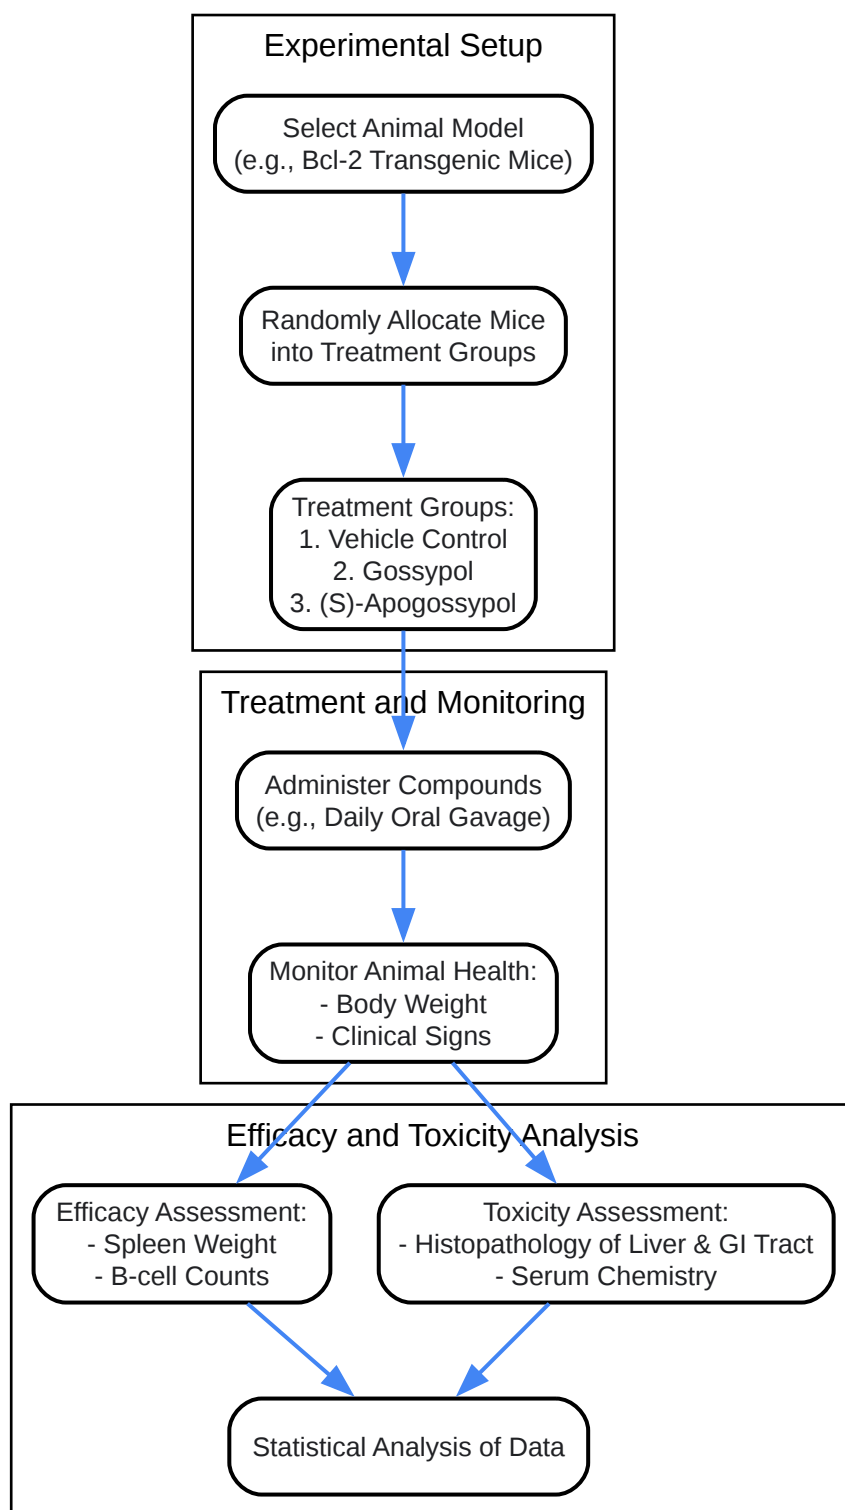 Experimental Setup
Select Animal Model
(e.g., Bcl-2 Transgenic Mice)
Randomly Allocate Mice
into Treatment Groups
Treatment Groups:
1. Vehicle Control
2. Gossypol
3. (S)-Apogossypol
Treatment and Monitoring
Administer Compounds
(e.g., Daily Oral Gavage)
Monitor Animal Health:
- Body Weight
- Clinical Signs
Efficacy and Toxicity Analysis
Efficacy Assessment:
- Spleen Weight
- B-cell Counts
Toxicity Assessment:
- Histopathology of Liver & GI Tract
- Serum Chemistry
Statistical Analysis of Data